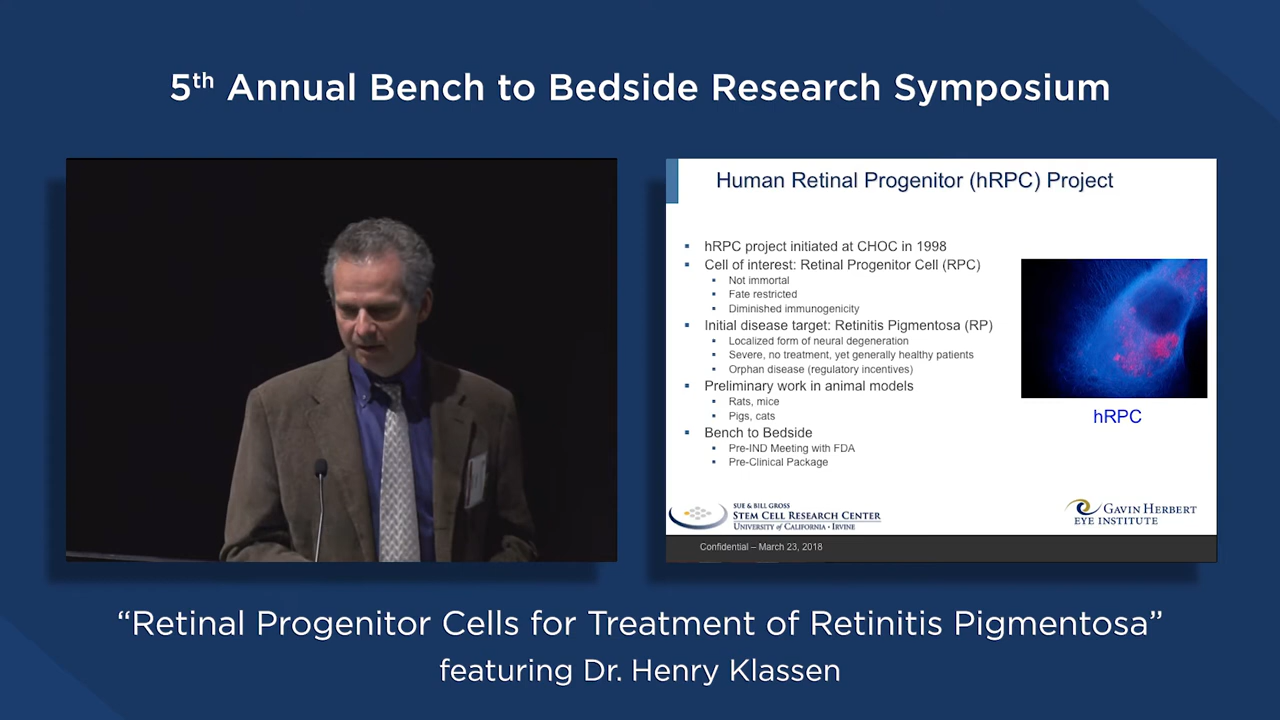 5th Annual Bench to Bedside Research Symposium
Human Retinal Progenitor (hRPC) Project
▪ hRPC project initiated at CHOC in 1998
▪ Cell of interest: Retinal Progenitor Cell (RPC)
▪ Not immortal
▪ Fate restricted
▪ Diminished immunogenicity
▪ Initial disease target: Retinitis Pigmentosa (RP)
▪ Localized form of neural degeneration
▪ Severe, no treatment, yet generally healthy patients
▪ Orphan disease (regulatory incentives)
▪ Preliminary work in animal models
▪ Rats, mice
▪ Pigs, cats
▪ Bench to Bedside
▪ Pre-IND Meeting with FDA
▪ Pre-Clinical Package
hRPC
SUE & BILL GROSS
STEM CELL RESEARCH CENTER
UNIVERSITY OF CALIFORNIA • IRVINE
GAVIN HERBERT
EYE INSTITUTE
Confidential – March 23, 2018
“Retinal Progenitor Cells for Treatment of Retinitis Pigmentosa”
featuring Dr. Henry Klassen